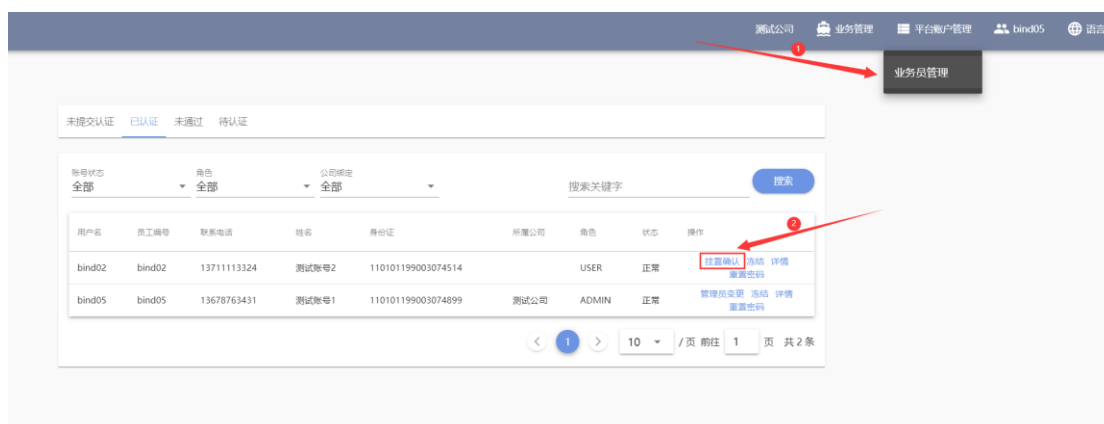 测试公司 业务管理 平台账户管理 bind05 语言
1
业务员管理
未提交认证 已认证 未通过 待认证
账号状态 角色 公司绑定
全部 全部 全部 搜索关键字 搜索
2
用户名 员工编号 联系电话 姓名 身份证 所属公司 角色 状态 操作
bind02 bind02 13711113324 测试账号2 110101199003074514 USER 正常 挂靠确认 冻结 详情
重置密码
bind05 bind05 13678763431 测试账号1 110101199003074899 测试公司 ADMIN 正常 管理员变更 冻结 详情
重置密码
1 10 /页 前往 1 页 共2条